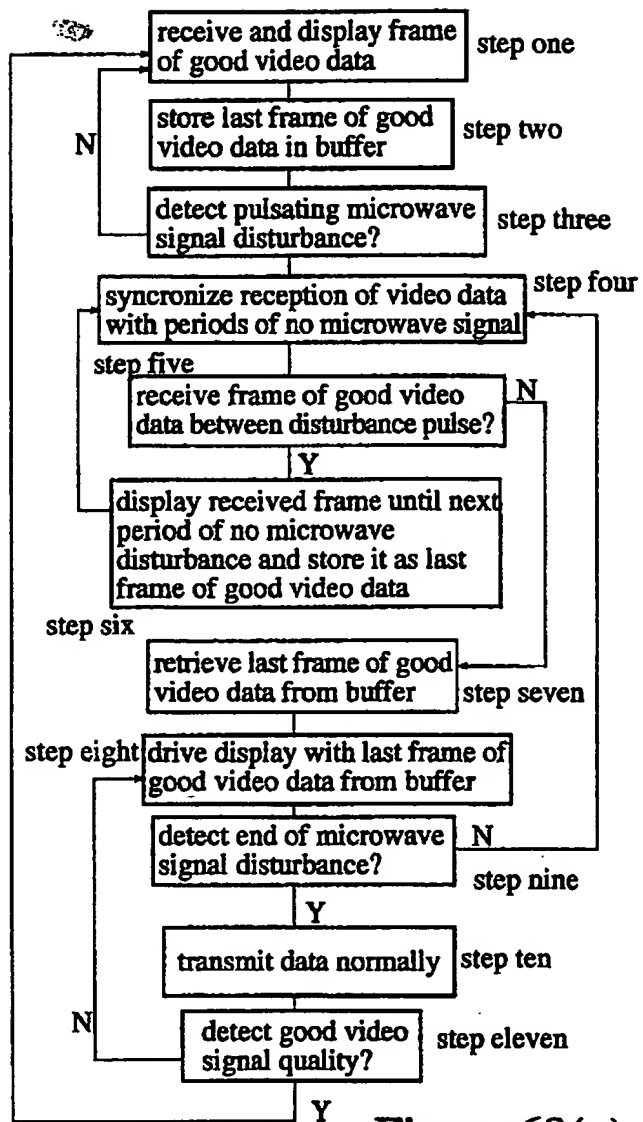 receive and display frame
of good video data
step one
store last frame of good
video data in buffer
step two
N
detect pulsating microwave
signal disturbance?
step three
step four
syncronize reception of video data
with periods of no microwave signal
step five
receive frame of good video
data between disturbance pulse?
N
Y
display received frame until next
period of no microwave
disturbance and store it as last
frame of good video data
step six
retrieve last frame of good
video data from buffer
step seven
step eight
drive display with last frame of
good video data from buffer
detect end of microwave
signal disturbance?
N
step nine
Y
transmit data normally
step ten
N
detect good video
signal quality?
step eleven
Y